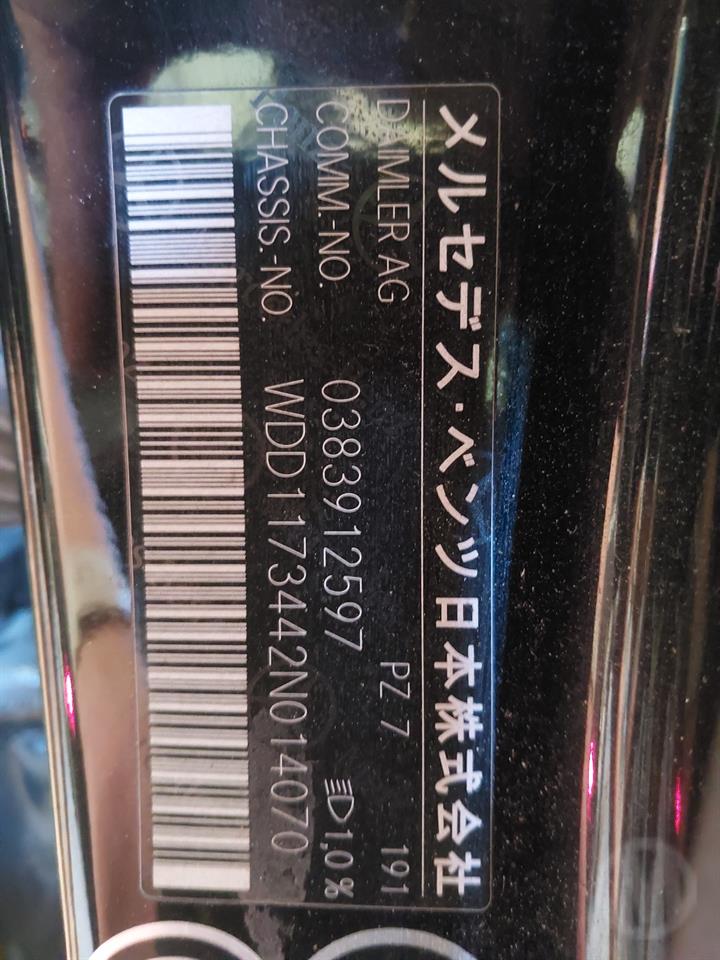 メルセデス・ベンツ日本株式会社
DAIMLER AG PZ 7 191
COMM.-NO. 0383912597 1,0%
CHASSIS.-NO. WDD1173442N014070